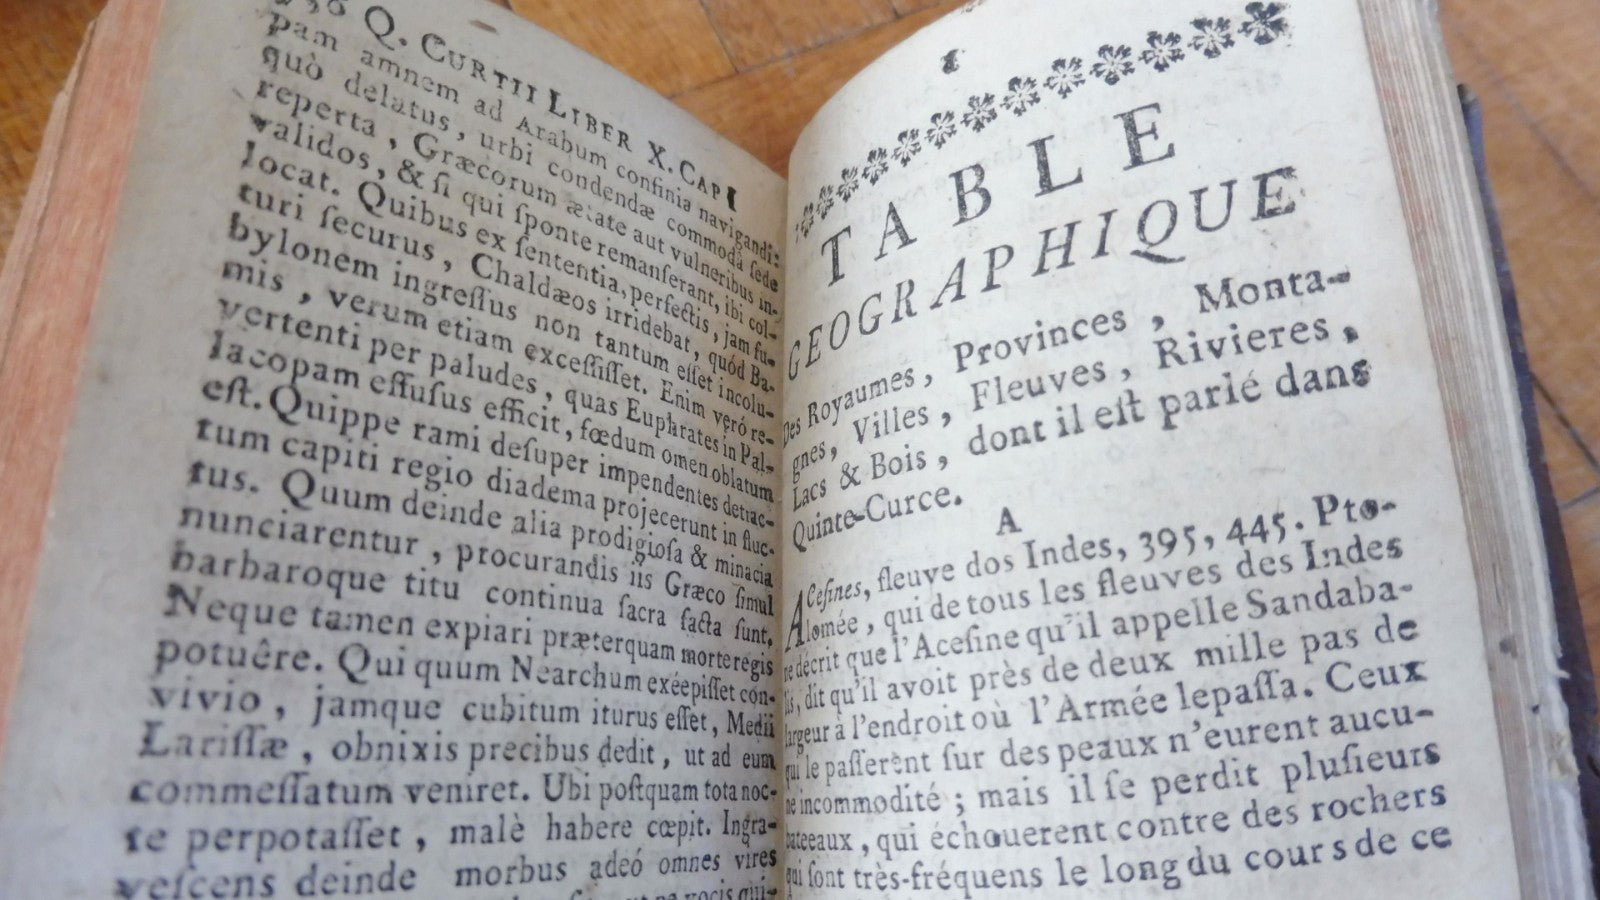 Q. CURTII LIBER X. CAP
pam amnem ad Arabum confinia navigandi:
quò delatus, urbi condendæ commodâ ſede
reperta, Græcorum ætate aut vulneribus in-
validos, & ſi qui ſponte remanſerant, ibi col-
locat. Quibus ex ſententia, perfectis, jam fu-
turi ſecurus, Chaldæos irridebat, quód Ba-
bylonem ingreſſus non tantum eſſet incolu-
mis, verum etiam exceſſiſſet. Enim verò re-
vertenti per paludes, quas Euphrates in Pal-
lacopam effuſus efficit, fœdum omen oblatum
eſt. Quippe rami deſuper impendentes detrac-
tum capiti regio diadema projecerunt in fluc-
tus. Quum deinde alia prodigioſa & minacia
nunciarentur, procurandis iis Græco ſimul
barbaroque titu continua ſacra facta ſunt.
Neque tamen expiari præterquam morte regis
potuêre. Qui quum Nearchum exéepiſſet con-
vivio, jamque cubitum iturus eſſet, Medii
Lariſſæ, obnixis precibus dedit, ut ad eum
commeſſatum veniret. Ubi poſtquam tota noc-
te perpotaſſet, malè habere cœpit. Ingra-
veſcens deinde morbus adeó omnes vires
TABLE
GEOGRAPHIQUE
Des Royaumes, Provinces, Monta-
gnes, Villes, Fleuves, Rivieres,
Lacs & Bois, dont il eſt parlé dans
Quinte-Curce.
A
ACeſines, fleuve dos Indes, 395, 445. Pto-
lomée, qui de tous les fleuves des Indes
ne décrit que l'Aceſine qu'il appelle Sandaba-
lis, dit qu'il avoit près de deux mille pas de
largeur à l'endroit où l'Armée lepaſſa. Ceux
qui le paſſerent ſur des peaux n'eurent aucu-
ne incommodité; mais il ſe perdit pluſieurs
bateeaux, qui échouerent contre des rochers
qui ſont très-fréquens le long du cours de ce